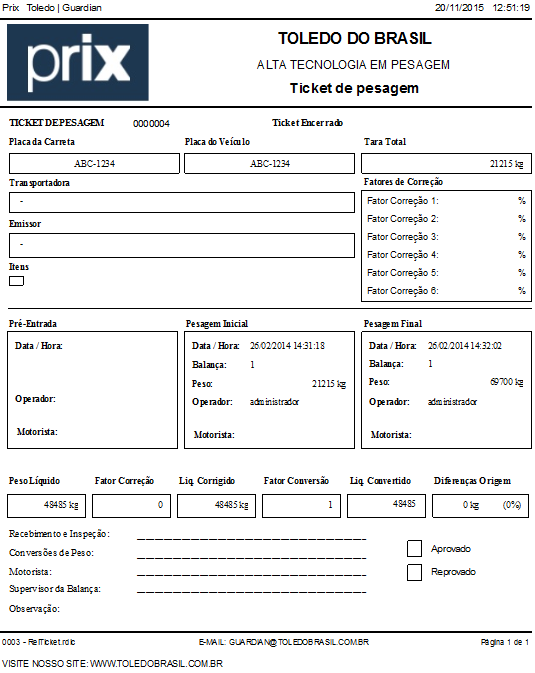 Prix Toledo | Guardian 20/11/2015 12:51:19
prix
TOLEDO DO BRASIL
ALTA TECNOLOGIA EM PESAGEM
Ticket de pesagem
TICKET DE PESAGEM 0000004 Ticket Encerrado
Placa da Carreta Placa do Veículo Tara Total
ABC-1234 ABC-1234 21215 kg
Transportadora Fatores de Correção
- Fator Correção 1: %
Fator Correção 2: %
Emissor
- Fator Correção 3: %
Fator Correção 4: %
Itens Fator Correção 5: %
Fator Correção 6: %
Pré-Entrada Pesagem Inicial Pesagem Final
Data / Hora: Data / Hora: 26/02/2014 14:31:18 Data / Hora: 26/02/2014 14:32:02
Balança: 1 Balança: 1
Peso: 21215 kg Peso: 69700 kg
Operador: Operador: administrador Operador: administrador
Motorista: Motorista: Motorista:
Peso Líquido Fator Correção Liq. Corrigido Fator Conversão Liq. Convertido Diferenças Origem
48485 kg 0 48485 kg 1 48485 0 kg (0%)
Recebimento e Inspeção:
Conversões de Peso: Aprovado
Motorista: Reprovado
Supervisor da Balança:
Observação:
0003 - RelTicket.rdlc E-MAIL: GUARDIAN@TOLEDOBRASIL.COM.BR Página 1 de 1
VISITE NOSSO SITE: WWW.TOLEDOBRASIL.COM.BR